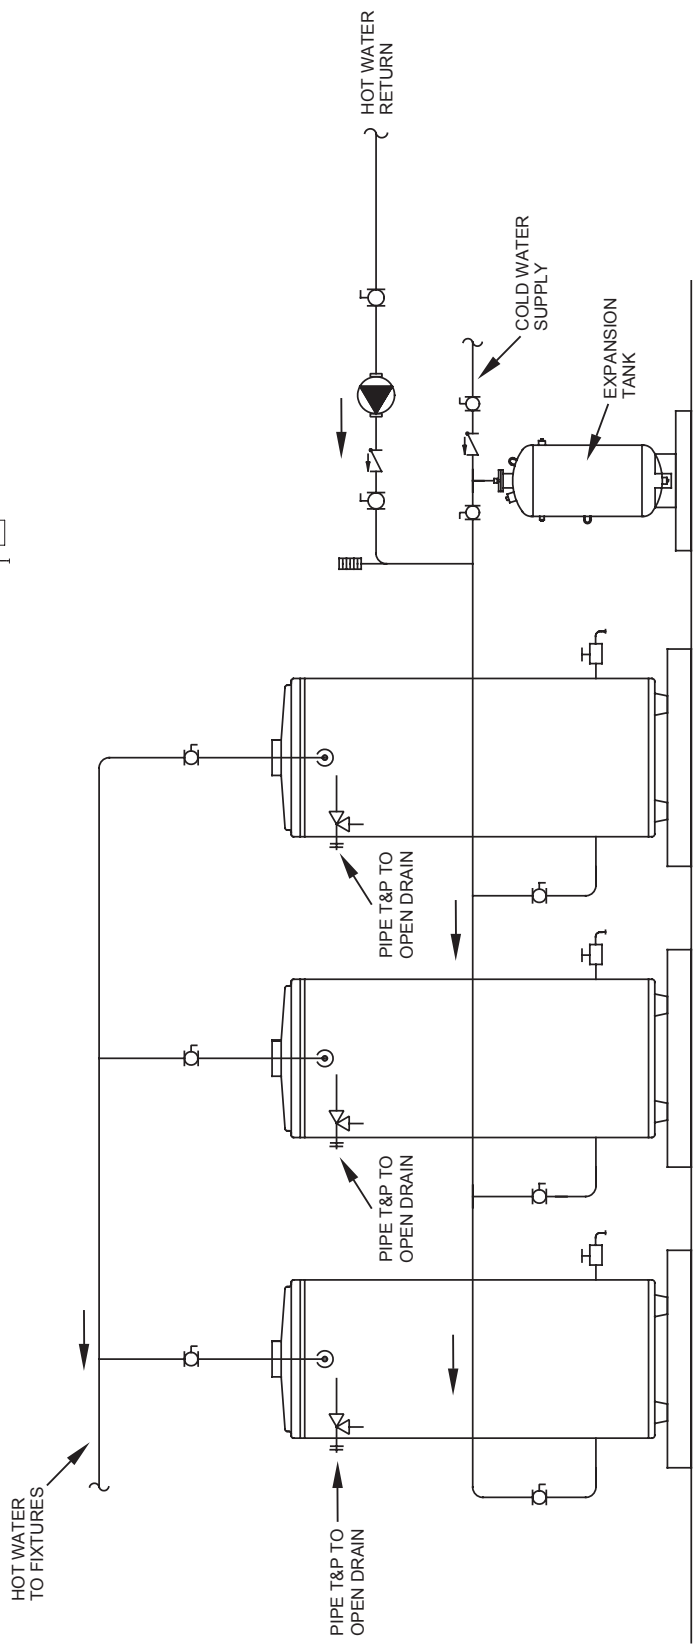 HOT WATER
TO FIXTURES
PIPE T&P TO
OPEN DRAIN
PIPE T&P TO
OPEN DRAIN
PIPE T&P TO
OPEN DRAIN
HOT WATER
RETURN
COLD WATER
SUPPLY
EXPANSION
TANK